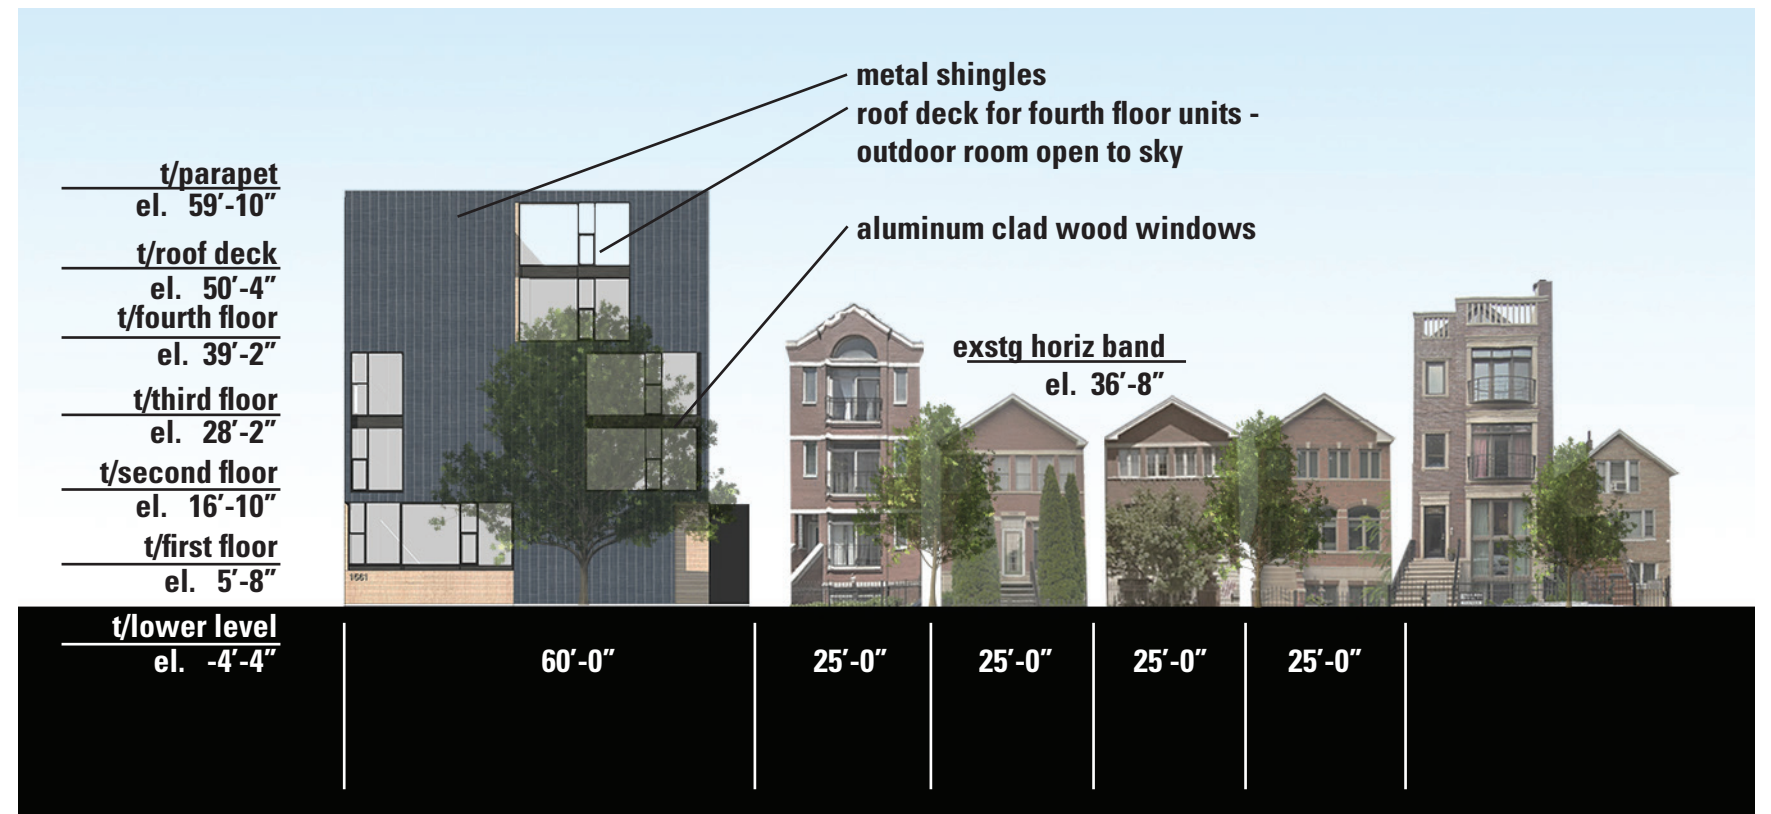 metal shingles
roof deck for fourth floor units -
outdoor room open to sky
aluminum clad wood windows
t/parapet
el. 59′-10″
t/roof deck
el. 50′-4″
t/fourth floor
el. 39′-2″
t/third floor
el. 28′-2″
t/second floor
el. 16′-10″
t/first floor
el. 5′-8″
t/lower level
el. -4′-4″
exstg horiz band
el. 36′-8″
1661
60′-0″
25′-0″
25′-0″
25′-0″
25′-0″